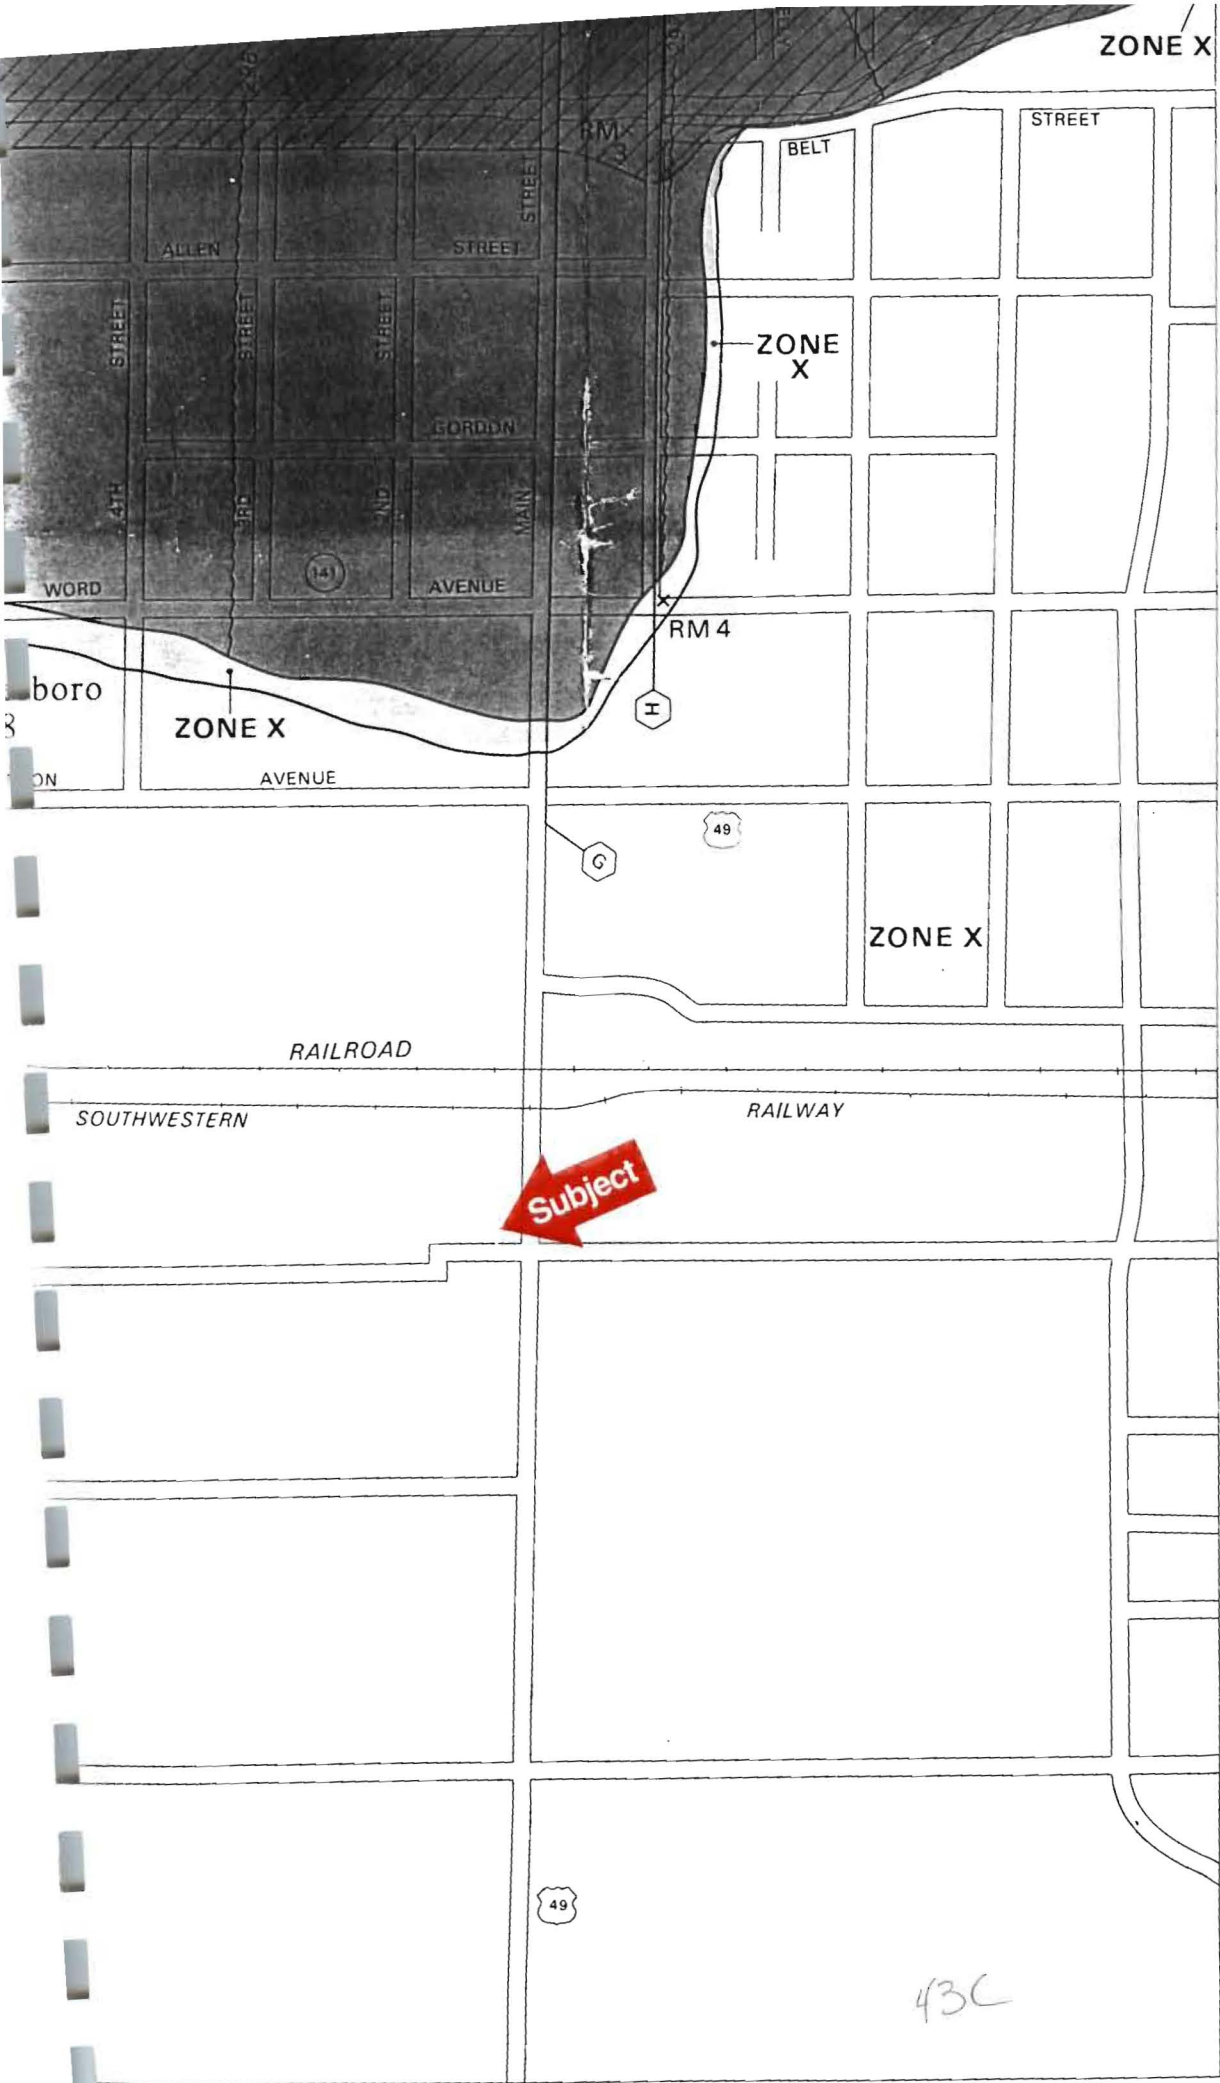 ZONE X
STREET
RM×
3
BELT
STREET
ALLEN
STREET
STREET
STREET
STREET
ZONE
X
GORDON
4TH
3RD
2ND
MAIN
141
WORD
AVENUE
RM 4
boro
8
ZONE X
H
ON
AVENUE
49
G
ZONE X
RAILROAD
SOUTHWESTERN
RAILWAY
Subject
49
43C